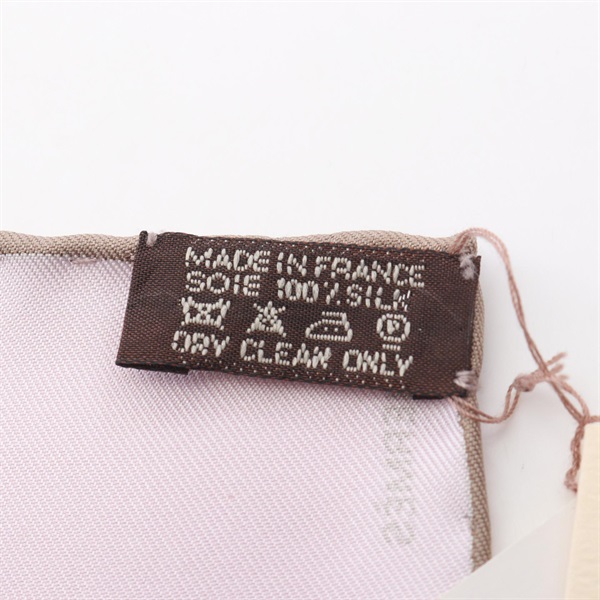 MADE IN FRANCE
SOIE 100% SILK
P
DRY CLEAN ONLY